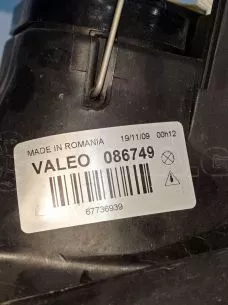 MADE IN ROMANIA 19/11/09 00h12
VALEO 086749
67736939